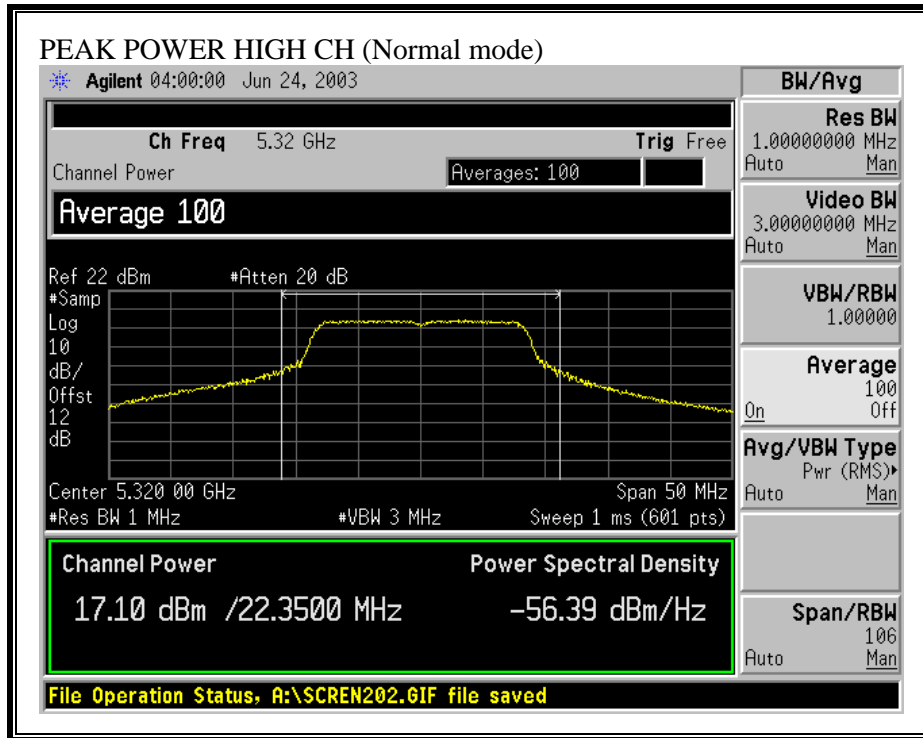 PEAK POWER HIGH CH (Normal mode)
Agilent 04:00:00 Jun 24, 2003
BW/Avg
Ch Freq 5.32 GHz Trig Free
Channel Power Averages: 100
Average 100
Ref 22 dBm #Atten 20 dB
#Samp
Log
10
dB/
Offst
12
dB
Center 5.320 00 GHz Span 50 MHz
#Res BW 1 MHz #VBW 3 MHz Sweep 1 ms (601 pts)
Channel Power Power Spectral Density
17.10 dBm /22.3500 MHz -56.39 dBm/Hz
File Operation Status, A:\SCREN202.GIF file saved
Res BW
1.00000000 MHz
Auto Man
Video BW
3.00000000 MHz
Auto Man
VBW/RBW
1.00000
Average
100
On Off
Avg/VBW Type
Pwr (RMS)▸
Auto Man
Span/RBW
106
Auto Man